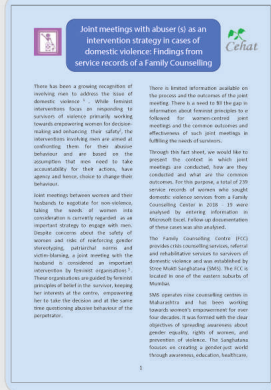 Joint meetings with abuser (s) as an
intervention strategy in cases of
domestic violence: Findings from
service records of a Family Counselling
Cehat
There has been a growing recognition of
involving men to address the issue of
domestic violence ¹ . While feminist
interventions focus on responding to
survivors of violence primarily working
towards empowering women for decision-
making and enhancing their safety², the
interventions involving men are aimed at
confronting them for their abusive
behaviour and are based on the
assumption that men need to take
accountability for their actions, have
agency and hence, choice to change their
behaviour.
Joint meetings between women and their
husbands to negotiate for non-violence,
taking the needs of women into
consideration is currently regarded as an
important strategy to engage with men.
Despite concerns about the safety of
women and risks of reinforcing gender
stereotyping, patriarchal norms and
victim-blaming, a joint meeting with the
husband is considered an important
intervention by feminist organisations³.
These organisations are guided by feminist
principles of belief in the survivor, keeping
her interests at the centre, empowering
her to take the decision and at the same
time questioning abusive behaviour of the
perpetrator.
There is limited information available on
the process and the outcomes of the joint
meeting. There is a need to fill the gap in
information about feminist principles to e
followed for women-centred joint
meetings and the common outcomes and
effectiveness of such joint meetings in
fulfilling the needs of survivors.
Through this fact sheet, we would like to
present the context in which joint
meetings are conducted, how are they
conducted and what are the common
outcomes. For this purpose, a total of 239
service records of women who sought
domestic violence services from a Family
Counseling Center in 2018 - 19 were
analysed by entering information in
Microsoft Excel. Follow up documentation
of these cases was also analysed.
The Family Counseling Centre (FCC)
provides crisis counselling services, referral
and rehabilitative services to survivors of
domestic violence and was established by
Stree Mukti Sanghatana (SMS). The FCC is
located in one of the eastern suburbs of
Mumbai.
SMS operates nine counselling centres in
Maharashtra and has been working
towards women's empowerment for over
four decades. It was formed with the clear
objectives of spreading awareness about
gender equality, rights of women, and
prevention of violence. The Sanghatana
focuses on creating a gender-just world
through awareness, education, healthcare,
1